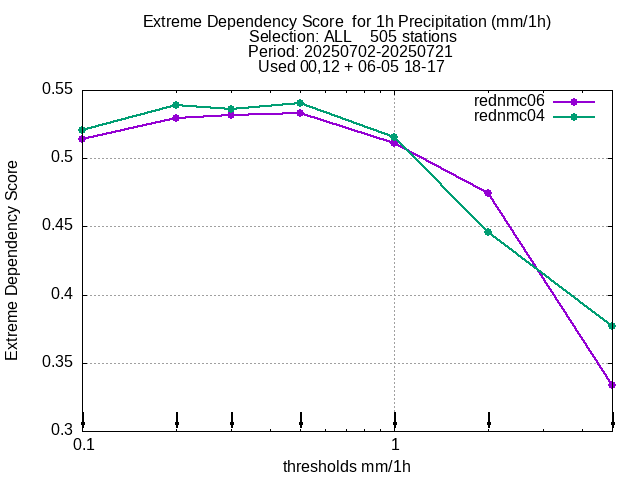 Extreme Dependency Score  for 1h Precipitation (mm/1h)
Selection: ALL    505 stations
Period: 20250702-20250721
Used 00,12 + 06-05 18-17
rednmc06
rednmc04
0.55
0.5
0.45
0.4
0.35
0.3
Extreme Dependency Score
0.1
1
thresholds mm/1h